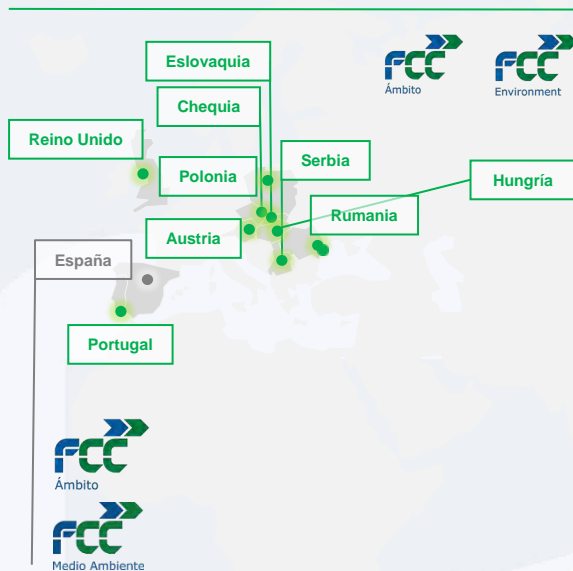 FCC
Ámbito
FCC
Environment
Eslovaquia
Chequia
Reino Unido
Serbia
Polonia
Hungría
Rumania
Austria
España
Portugal
FCC
Ámbito
FCC
Medio Ambiente